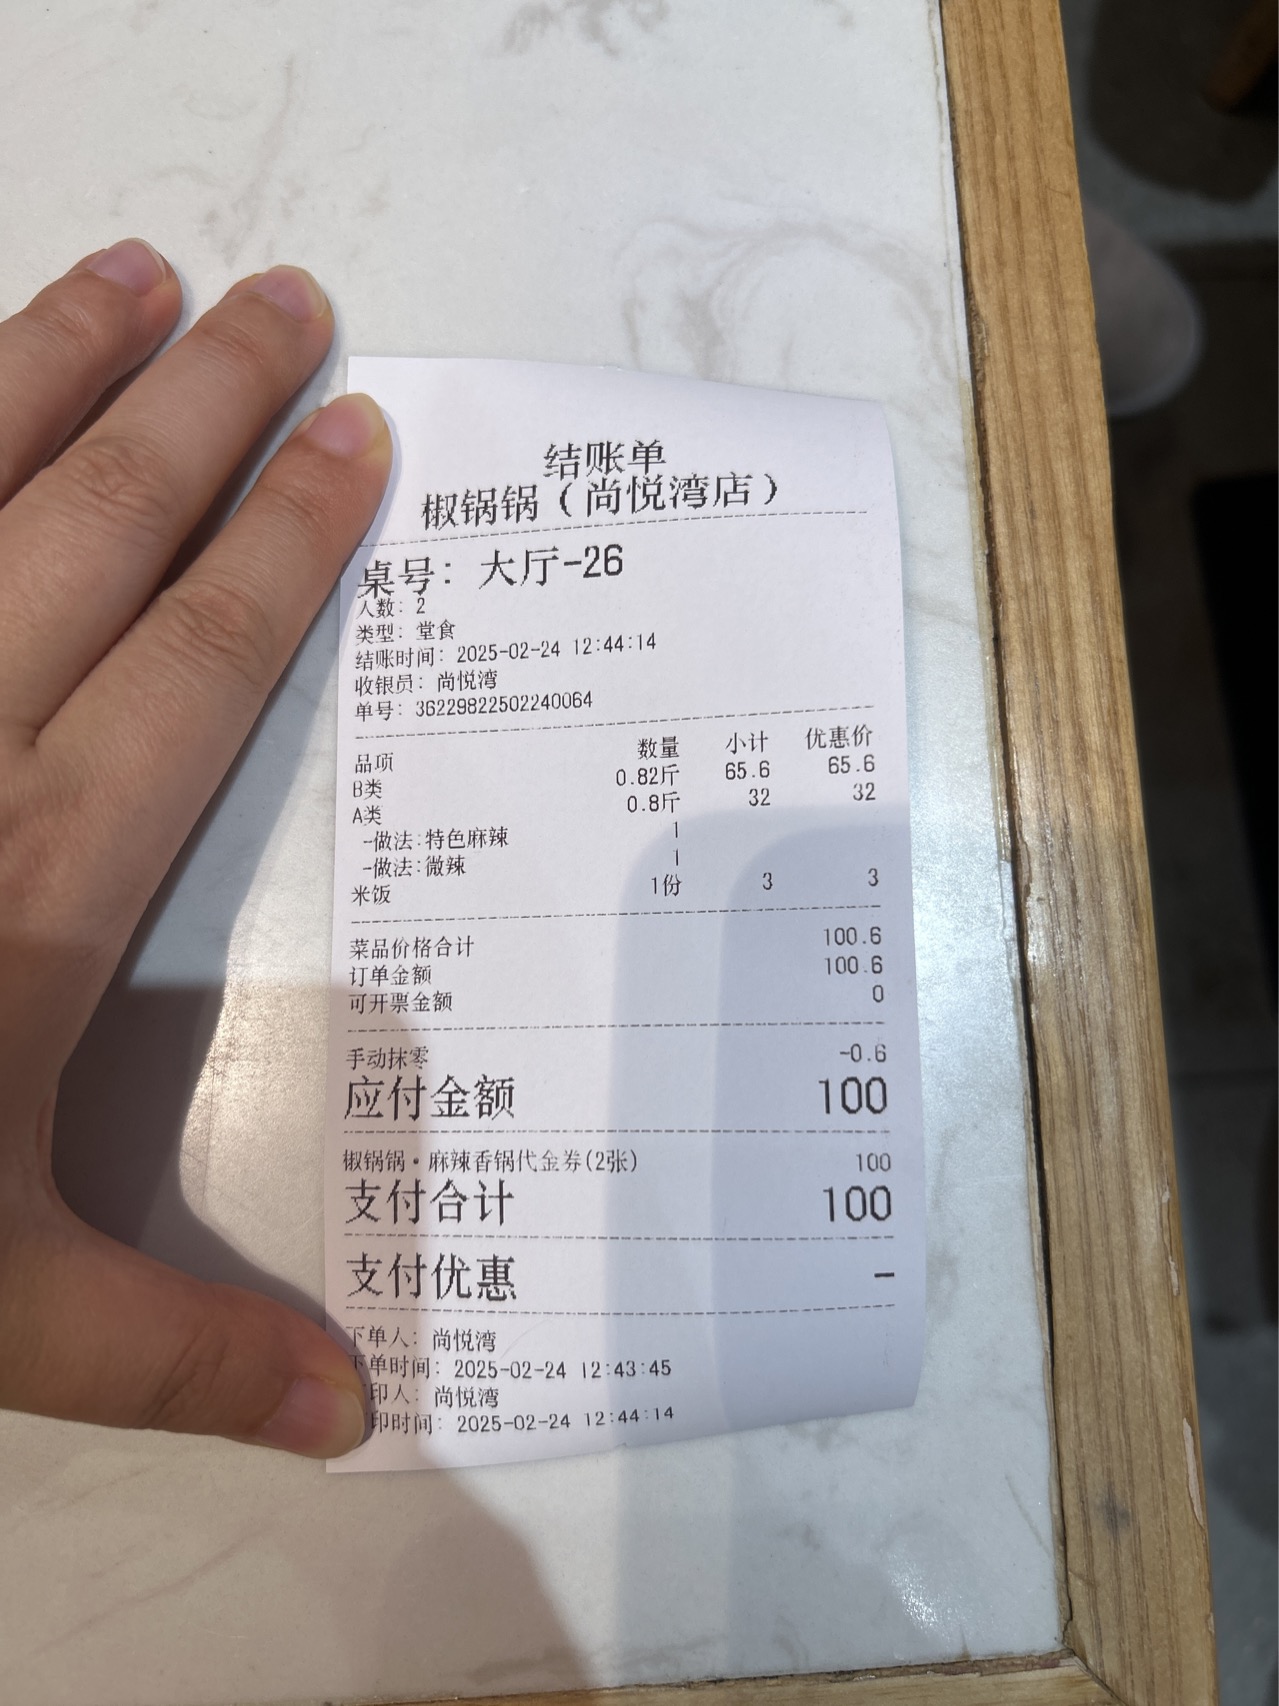 结账单
椒锅锅（尚悦湾店）
桌号：大厅-26
人数：2
类型：堂食
结账时间：2025-02-24 12:44:14
收银员：尚悦湾
单号：36229822502240064
品项 数量 小计 优惠价
B类 0.82斤 65.6 65.6
A类 0.8斤 32 32
-做法:特色麻辣 1
-做法:微辣 1
米饭 1份 3 3
菜品价格合计 100.6
订单金额 100.6
可开票金额 0
手动抹零 -0.6
应付金额 100
椒锅锅·麻辣香锅代金券(2张) 100
支付合计 100
支付优惠 -
下单人：尚悦湾
下单时间：2025-02-24 12:43:45
印人：尚悦湾
印时间：2025-02-24 12:44:14